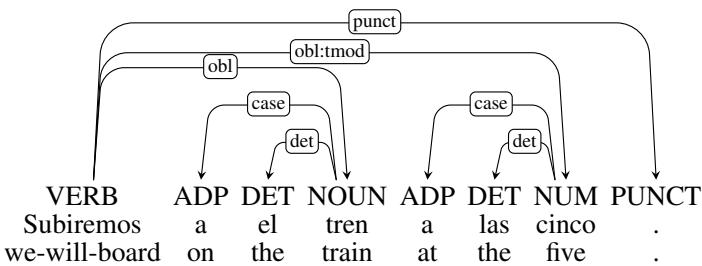 punct
obl:tmod
obl
case case
det det
VERB ADP DET NOUN ADP DET NUM PUNCT
Subiremos a el tren a las cinco .
we-will-board on the train at the five .